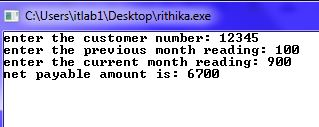 C:\Users\itlab1\Desktop\rithika.exe
enter the customer number: 12345
enter the previous month reading: 100
enter the current month reading: 900
net payable amount is: 6700